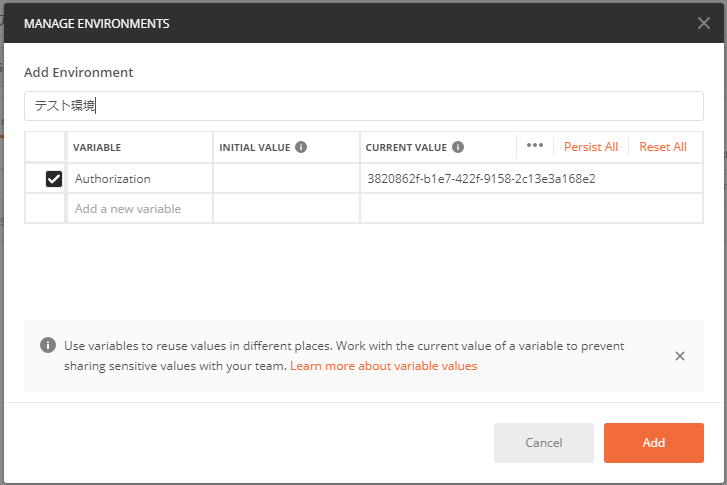 MANAGE ENVIRONMENTS
Add Environment
テスト環境
VARIABLE INITIAL VALUE CURRENT VALUE ••• Persist All Reset All
Authorization 3820862f-b1e7-422f-9158-2c13e3a168e2
Add a new variable
Use variables to reuse values in different places. Work with the current value of a variable to prevent
sharing sensitive values with your team. Learn more about variable values
Cancel Add